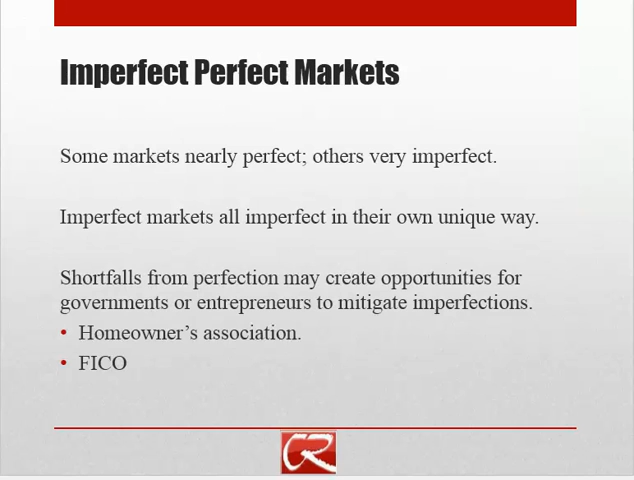 Imperfect Perfect Markets
Some markets nearly perfect; others very imperfect.
Imperfect markets all imperfect in their own unique way.
Shortfalls from perfection may create opportunities for
governments or entrepreneurs to mitigate imperfections.
• Homeowner’s association.
• FICO
CR